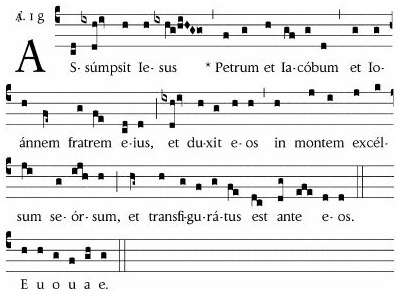 A. 1 g
AS-súmpsit Ie-sus * Petrum et Ia-cóbum et Io-
ánnem fratrem e-ius, et du-xit e-os in montem excél-
sum se-ór-sum, et transfi-gu-rá-tus est ante e-os.
E u o u a e.